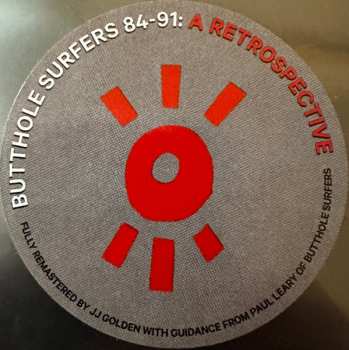 BUTTHOLE SURFERS 84-91: A RETROSPECTIVE
FULLY REMASTERED BY JJ GOLDEN WITH GUIDANCE FROM PAUL LEARY OF BUTTHOLE SURFERS